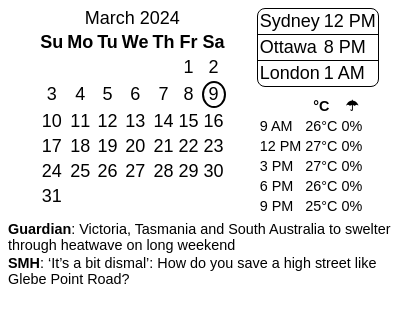 March 2024
Su Mo Tu We Th Fr Sa
1 2
3 4 5 6 7 8 9
10 11 12 13 14 15 16
17 18 19 20 21 22 23
24 25 26 27 28 29 30
31
Sydney 12 PM
Ottawa 8 PM
London 1 AM
°C ☂
9 AM 26°C 0%
12 PM 27°C 0%
3 PM 27°C 0%
6 PM 26°C 0%
9 PM 25°C 0%
Guardian: Victoria, Tasmania and South Australia to swelter
through heatwave on long weekend
SMH: ‘It’s a bit dismal’: How do you save a high street like
Glebe Point Road?